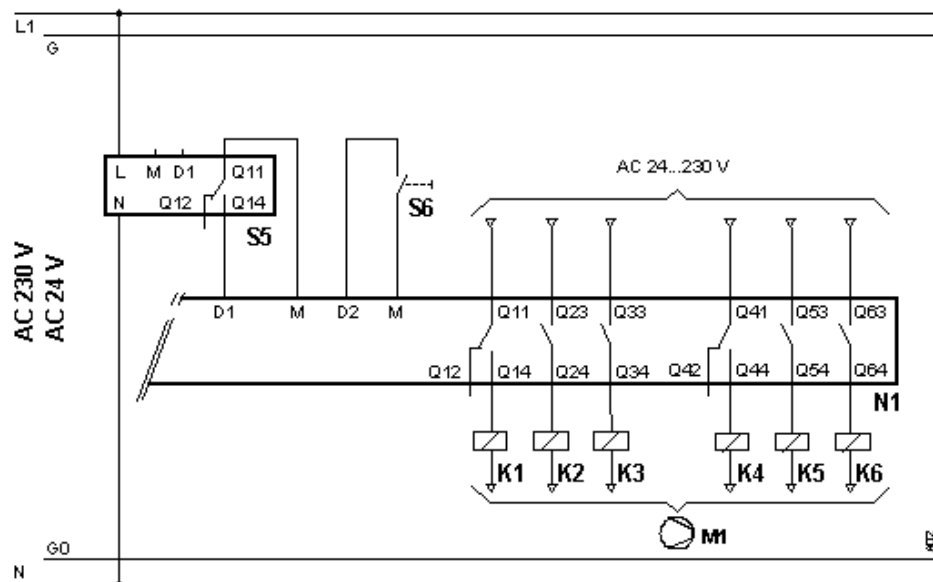 L1
G
L M D1 Q11
N Q12 Q14
S5
S6
AC 24...230 V
AC 230 V
AC 24 V
D1 M D2 M Q11 Q23 Q33 Q41 Q53 Q63
Q12 Q14 Q24 Q34 Q42 Q44 Q54 Q64
N1
K1 K2 K3 K4 K5 K6
M1
G0
N